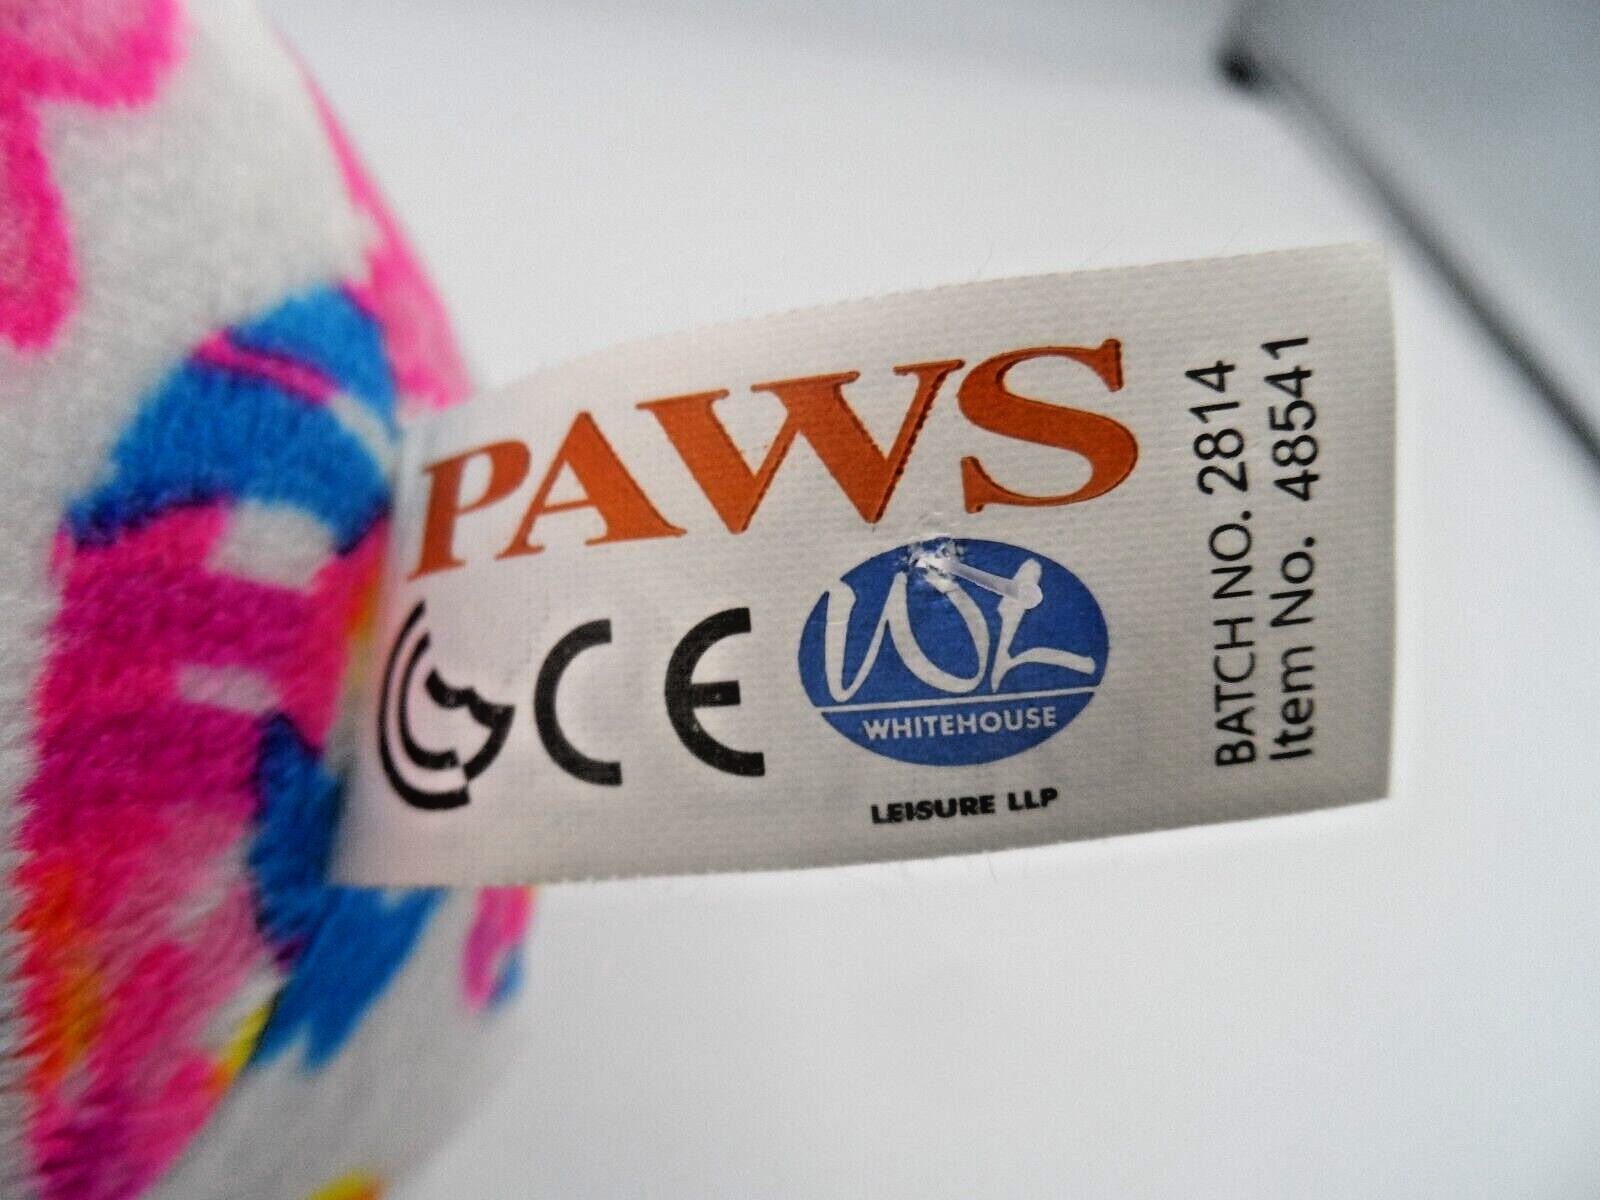 PAWS
CE
WL
WHITEHOUSE
LEISURE LLP
BATCH NO. 2814
Item No. 48541